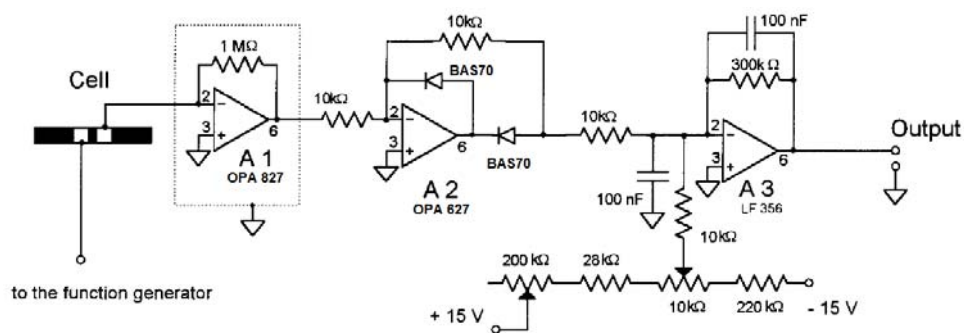 100 nF
10kΩ
1 MΩ
300k Ω
Cell
BAS70
10kΩ
10kΩ
2
6
3
2
6
3
2
6
3
Output
A 1
OPA 827
BAS70
A 2
OPA 627
100 nF
A 3
LF 356
10kΩ
to the function generator
200 kΩ
28kΩ
10kΩ
220kΩ
- 15 V
+ 15 V